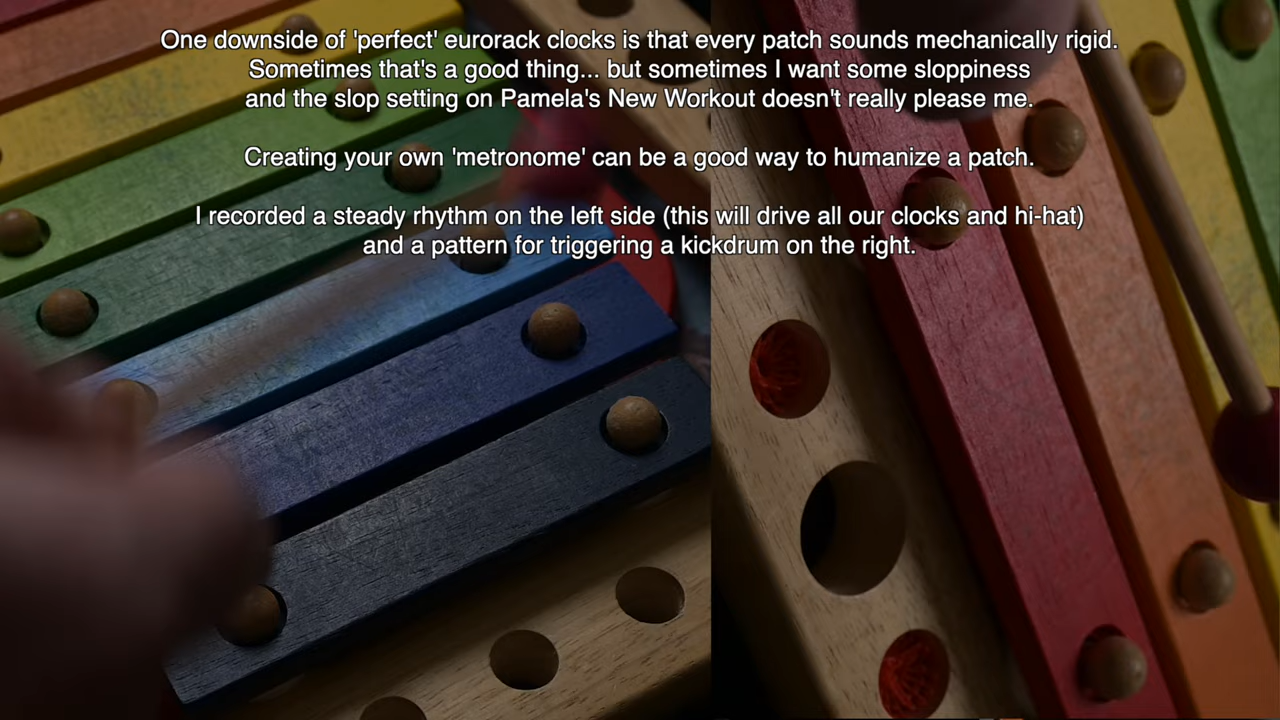 One downside of 'perfect' eurorack clocks is that every patch sounds mechanically rigid.
Sometimes that's a good thing... but sometimes I want some sloppiness
and the slop setting on Pamela's New Workout doesn't really please me.
Creating your own 'metronome' can be a good way to humanize a patch.
I recorded a steady rhythm on the left side (this will drive all our clocks and hi-hat)
and a pattern for triggering a kickdrum on the right.